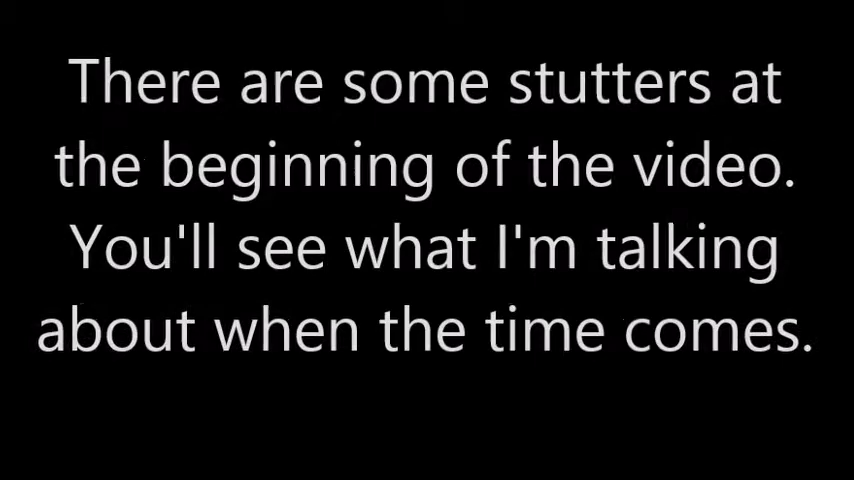 There are some stutters at
the beginning of the video.
You'll see what I'm talking
about when the time comes.